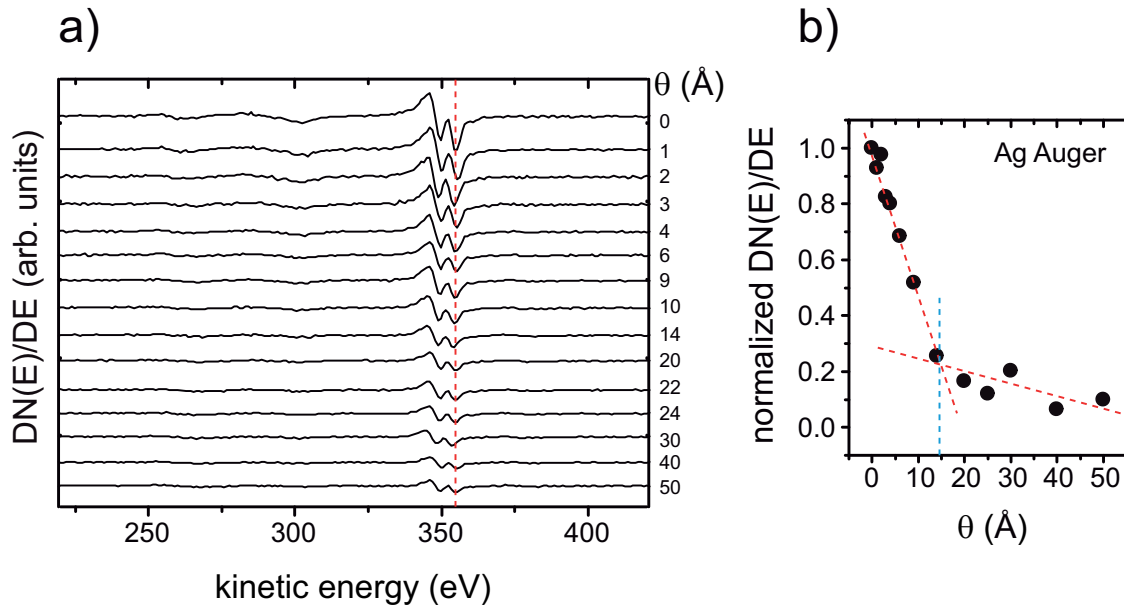 a)
θ (Å)
0
1
2
3
4
6
9
10
14
20
22
24
30
40
50
DN(E)/DE (arb. units)
250 300 350 400
kinetic energy (eV)
b)
Ag Auger
normalized DN(E)/DE
1.0
0.8
0.6
0.4
0.2
0.0
0 10 20 30 40 50
θ (Å)